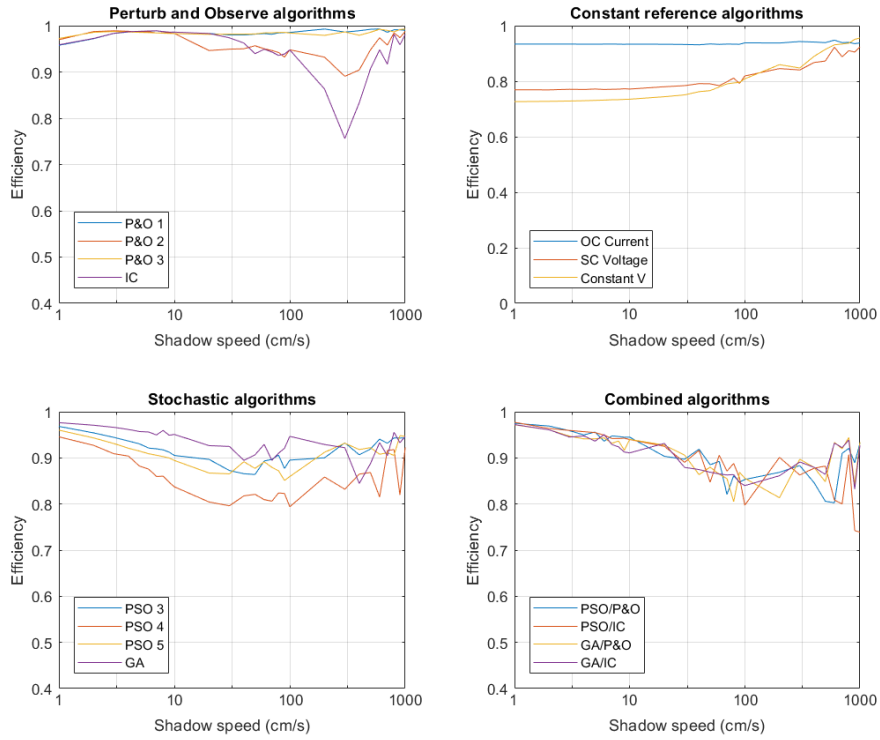 Perturb and Observe algorithms
1
0.9
0.8
0.7
0.6
0.5
0.4
Efficiency
P&O 1
P&O 2
P&O 3
IC
1
10
100
1000
Shadow speed (cm/s)
Constant reference algorithms
1
0.8
0.6
0.4
0.2
0
Efficiency
OC Current
SC Voltage
Constant V
1
10
100
1000
Shadow speed (cm/s)
Stochastic algorithms
1
0.9
0.8
0.7
0.6
0.5
0.4
Efficiency
PSO 3
PSO 4
PSO 5
GA
1
10
100
1000
Shadow speed (cm/s)
Combined algorithms
1
0.9
0.8
0.7
0.6
0.5
0.4
Efficiency
PSO/P&O
PSO/IC
GA/P&O
GA/IC
1
10
100
1000
Shadow speed (cm/s)